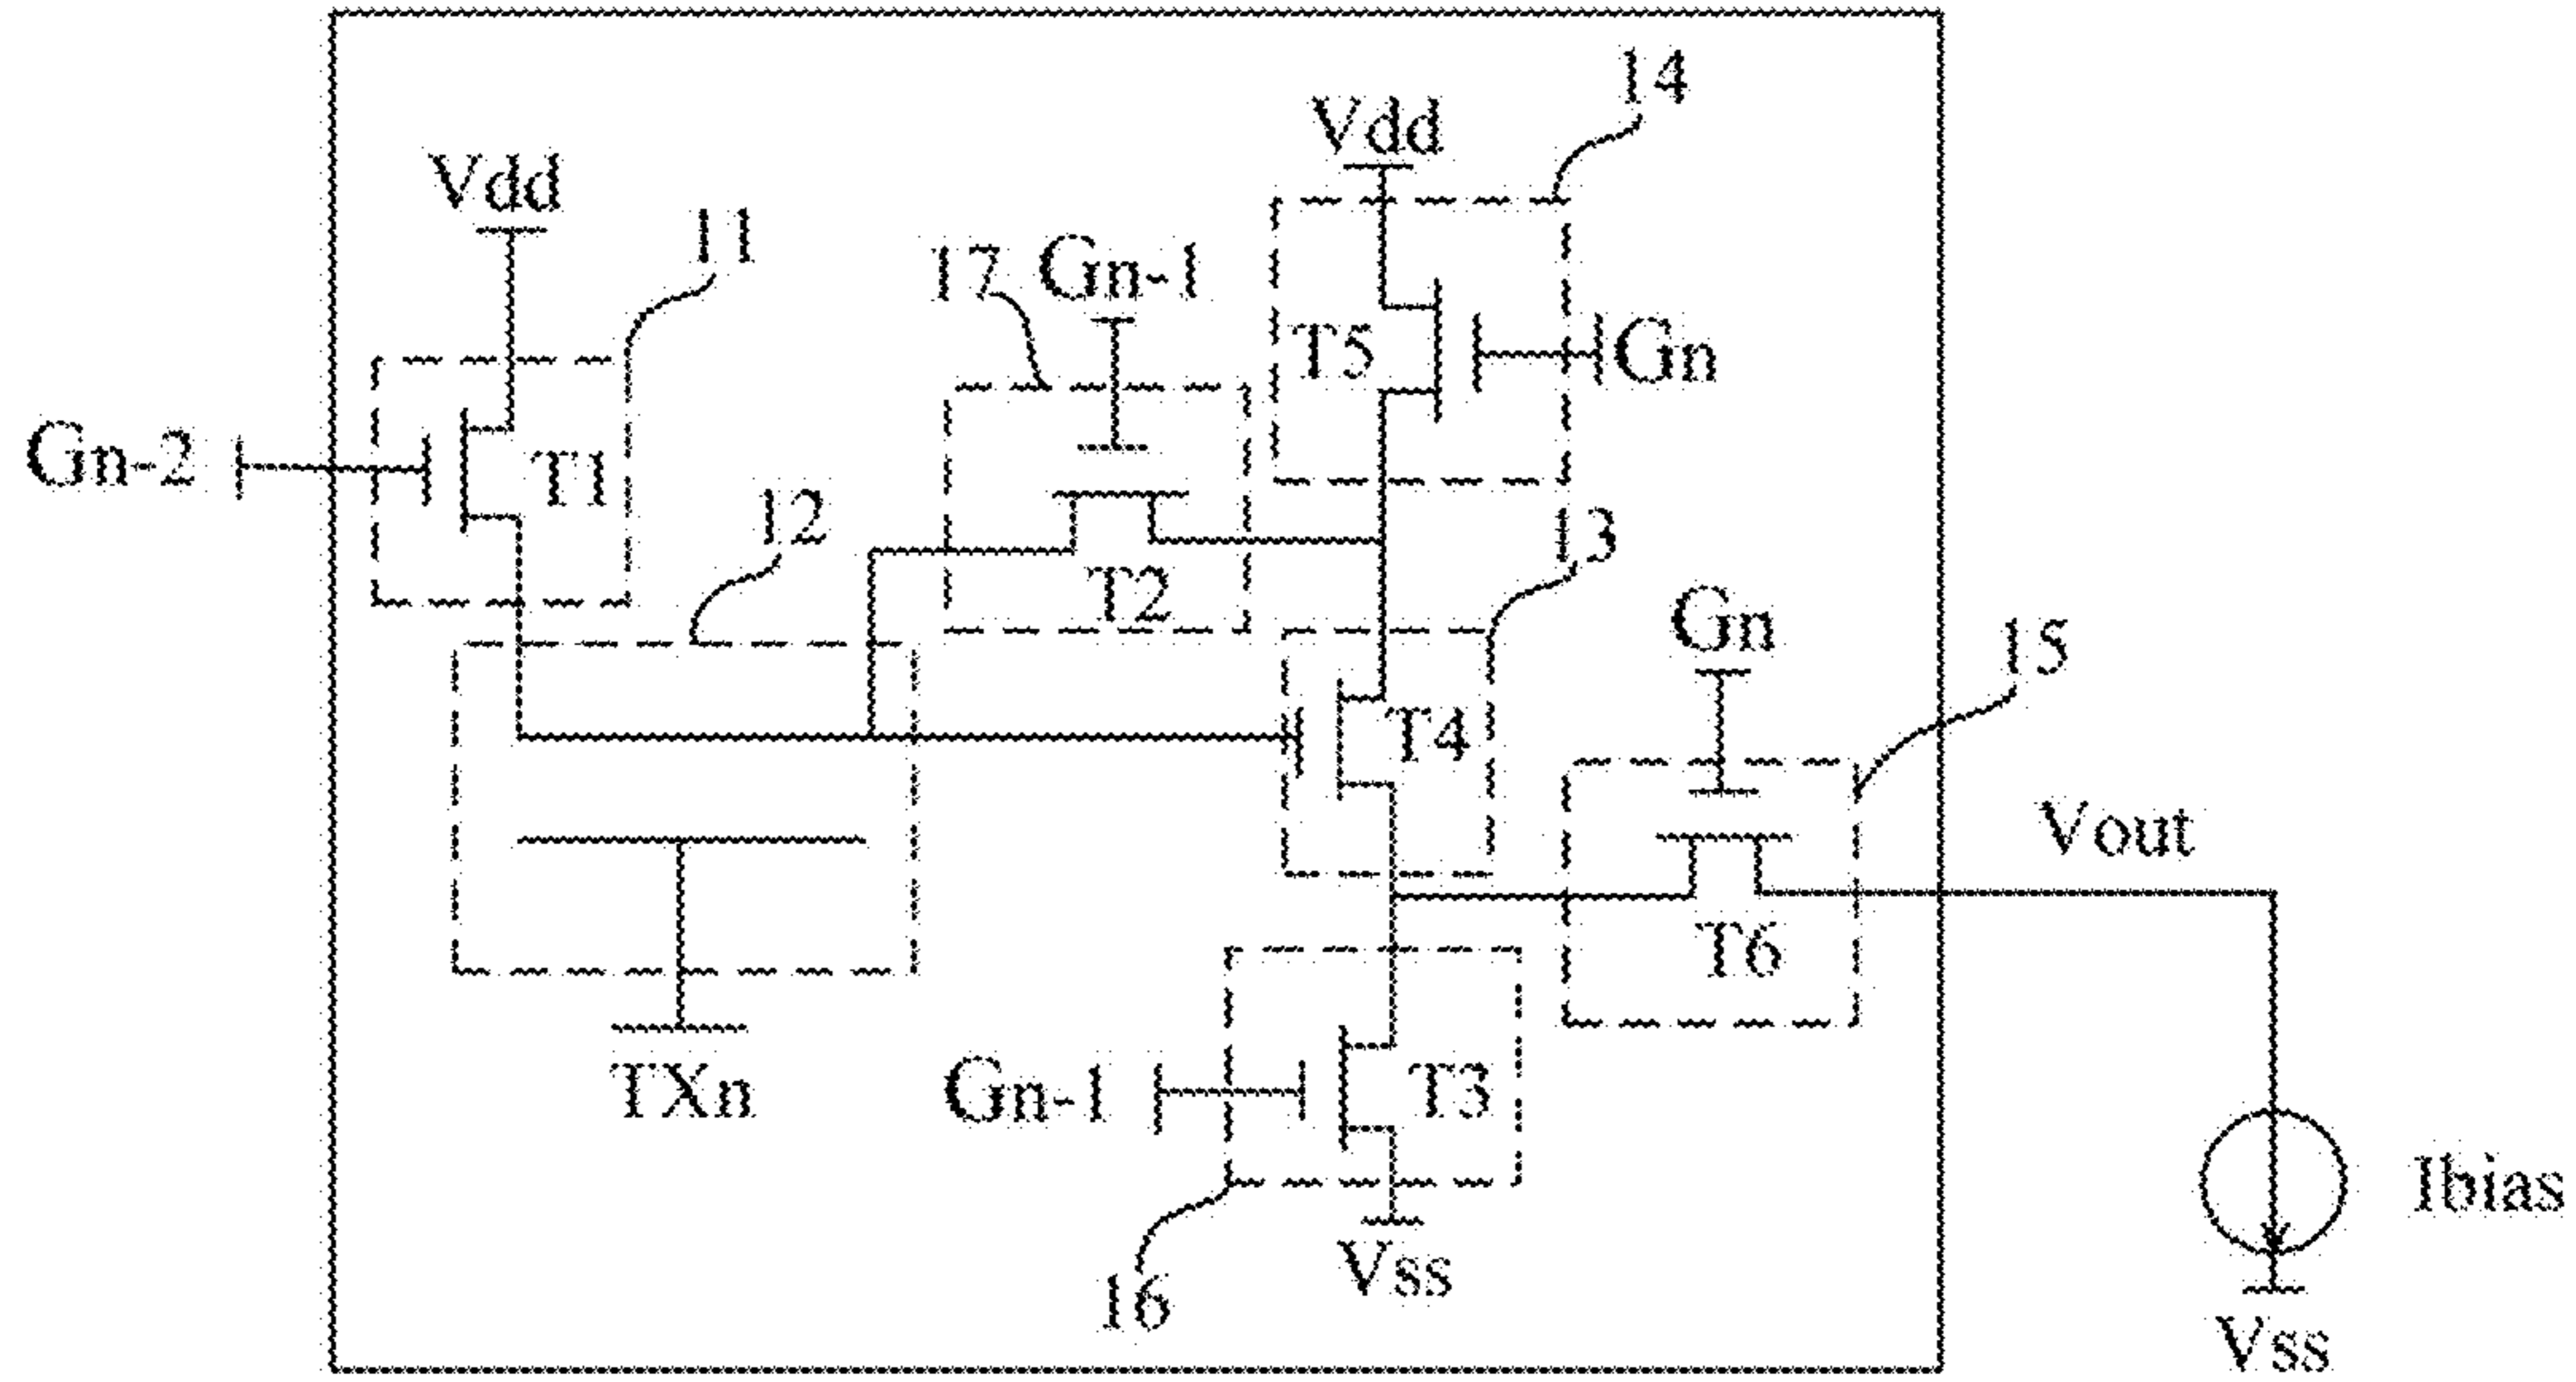 14
Vdd
Vdd
11
17
Gn-1
T5
Gn
Gn-2
T1
12
13
T2
Gn
15
T4
Vout
T6
TXn
Gn-1
T3
Ibias
Vss
16
Vss